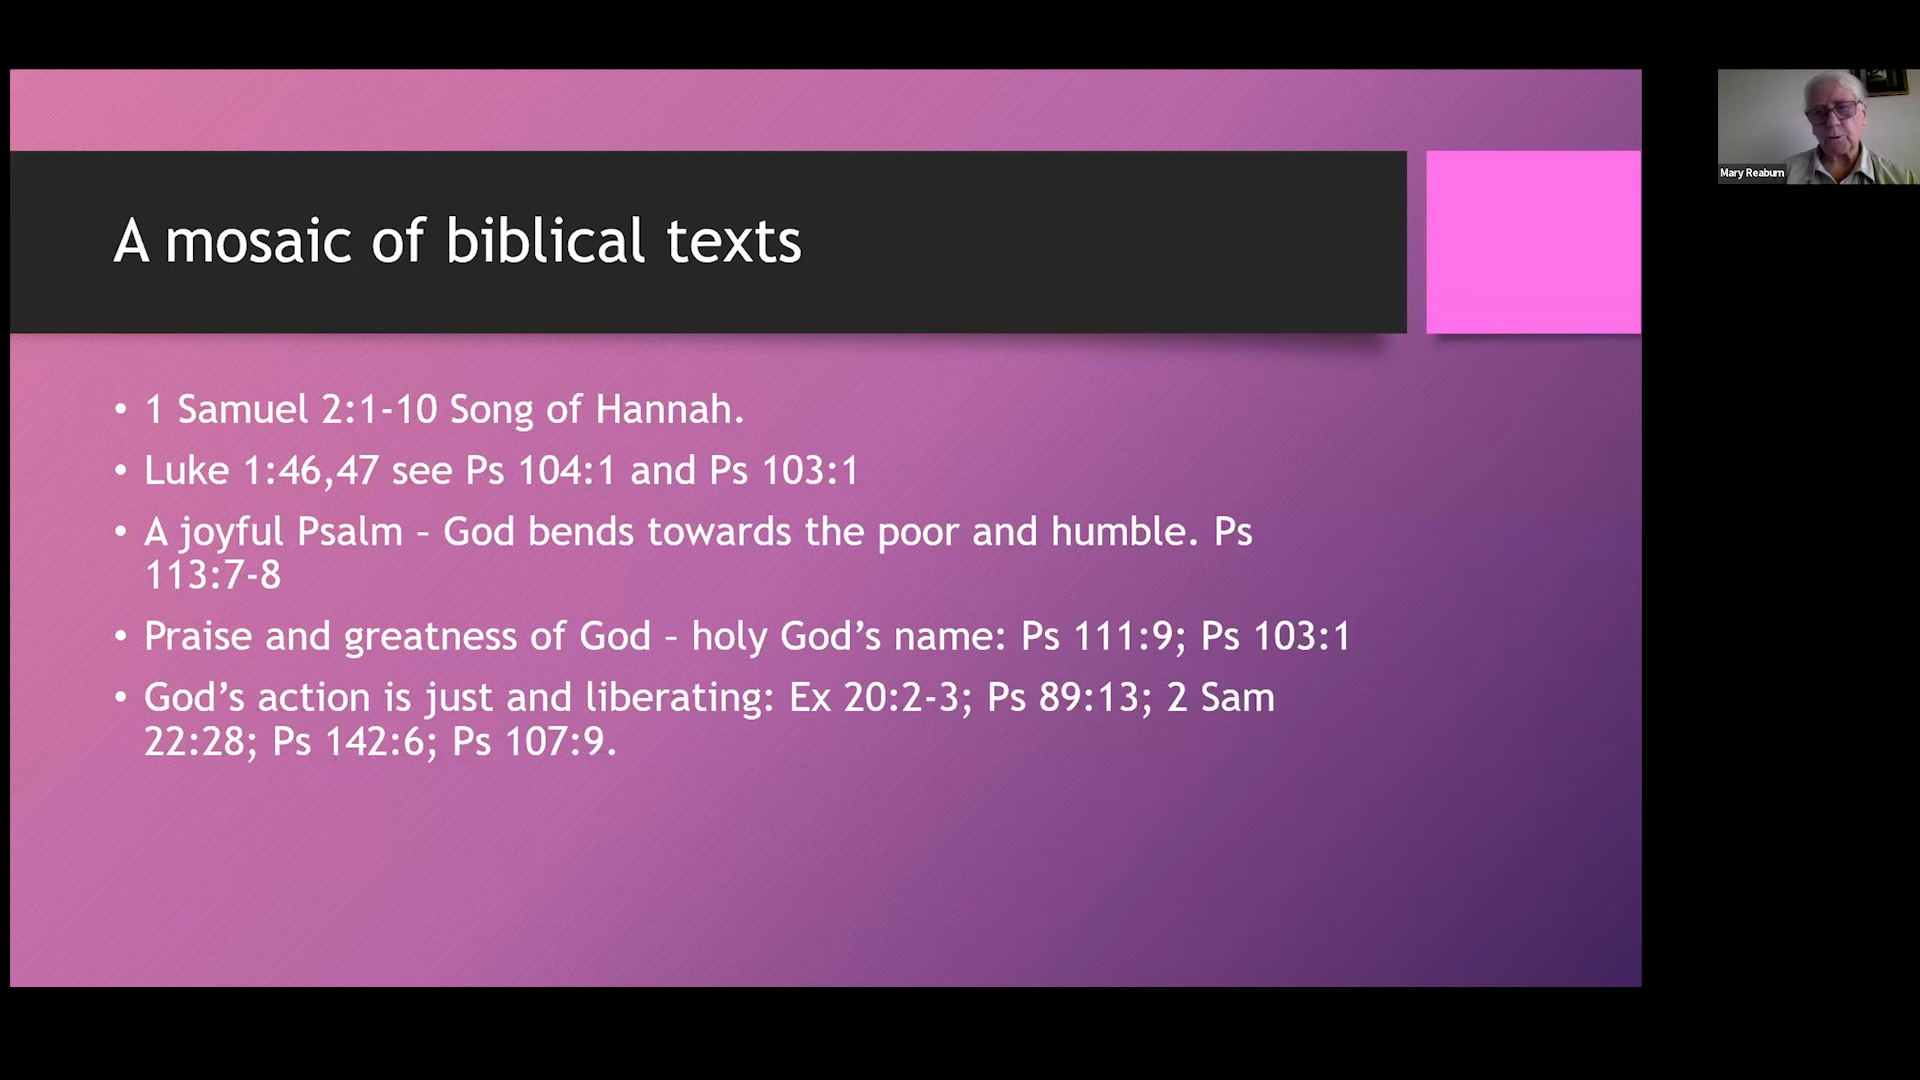 A mosaic of biblical texts
• 1 Samuel 2:1-10 Song of Hannah.
• Luke 1:46,47 see Ps 104:1 and Ps 103:1
• A joyful Psalm – God bends towards the poor and humble. Ps
113:7-8
• Praise and greatness of God – holy God’s name: Ps 111:9; Ps 103:1
• God’s action is just and liberating: Ex 20:2-3; Ps 89:13; 2 Sam
22:28; Ps 142:6; Ps 107:9.
Mary Reaburn